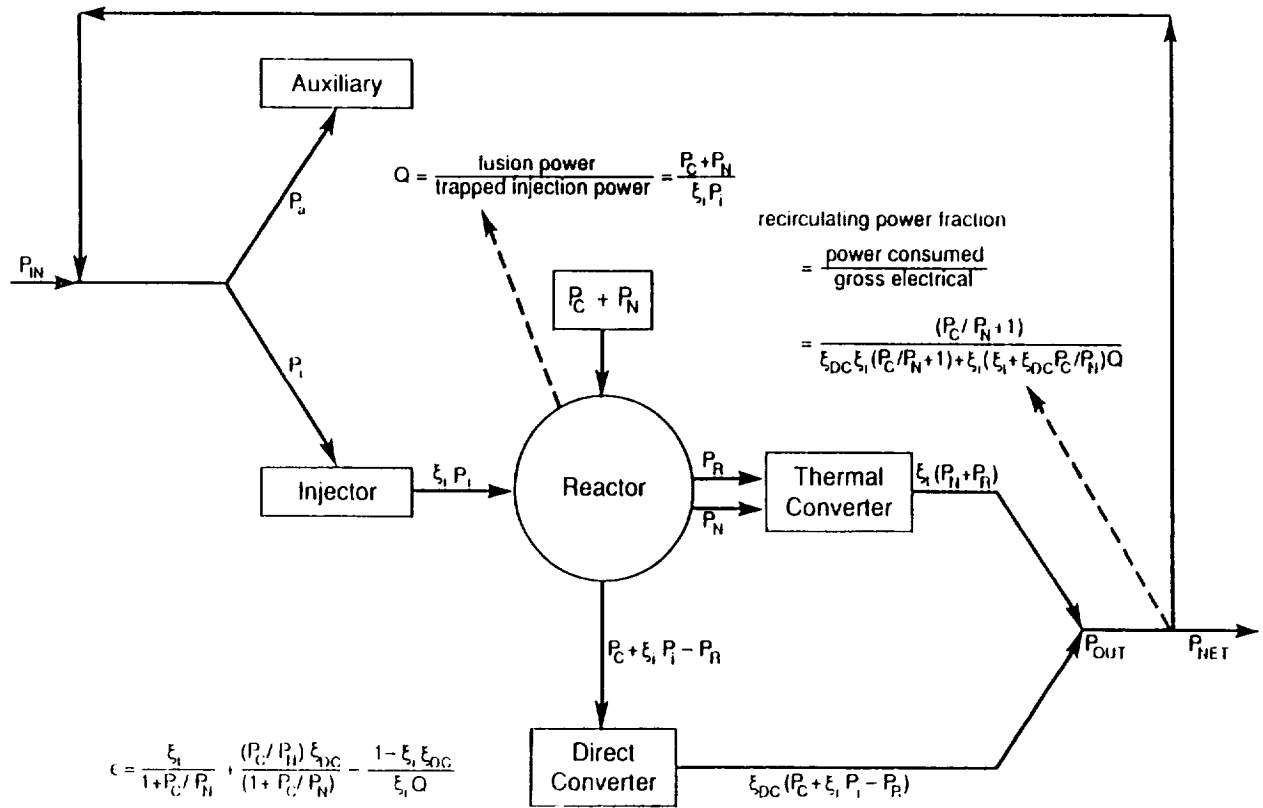 Auxiliary
Q = fusion power / trapped injection power = P_C + P_N / ξ_i P_i
P_a
recirculating power fraction
= power consumed / gross electrical
P_IN
P_C + P_N
= (P_C / P_N + 1) / ξ_DC ξ_i (P_C / P_N + 1) + ξ_i (ξ_t + ξ_DC P_C / P_N) Q
P_i
Injector
ξ_i P_i
Reactor
P_R
P_N
Thermal
Converter
ξ_t (P_N + P_R)
P_C + ξ_i P_i − P_R
P_OUT
P_NET
Direct
Converter
ξ_DC (P_C + ξ_i P_i − P_R)
ϵ = ξ_t / 1 + P_C / P_N + (P_C / P_N) ξ_DC / (1 + P_C / P_N) − 1 − ξ_i ξ_DC / ξ_i Q